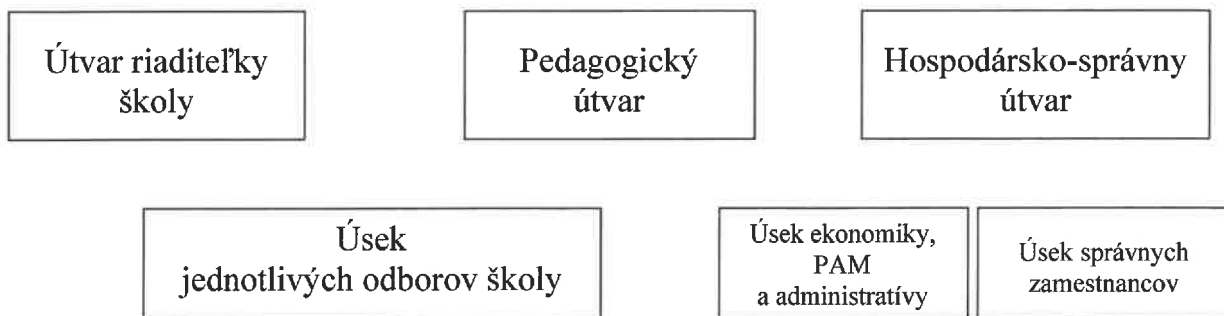 Útvar riaditeľky
školy
Pedagogický
útvar
Hospodársko-správny
útvar
Úsek
jednotlivých odborov školy
Úsek ekonomiky,
PAM
a administratívy
Úsek správnych
zamestnancov